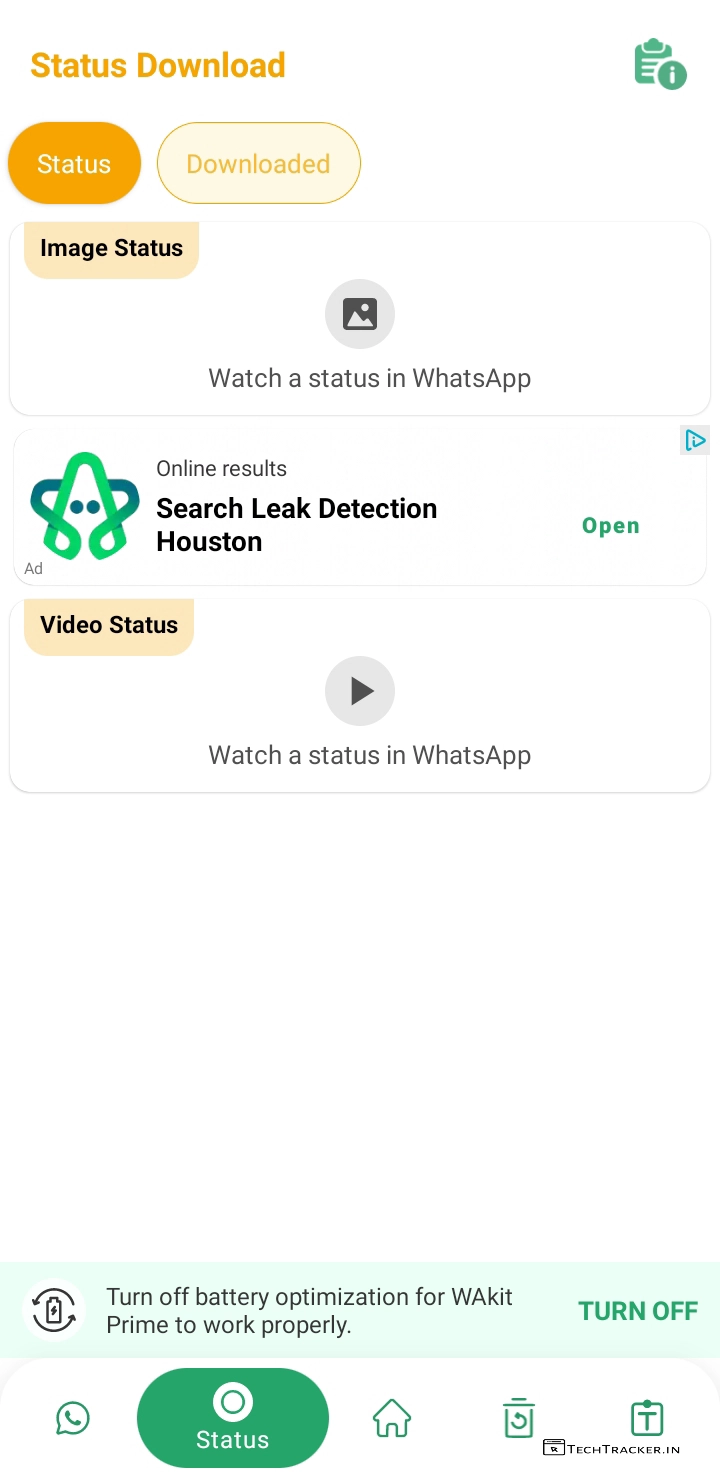 Status Download
Status
Downloaded
Image Status
Watch a status in WhatsApp
Online results
Search Leak Detection
Houston
Open
Ad
Video Status
Watch a status in WhatsApp
Turn off battery optimization for WAkit
Prime to work properly.
TURN OFF
Status
T
TECHTRACKER.IN